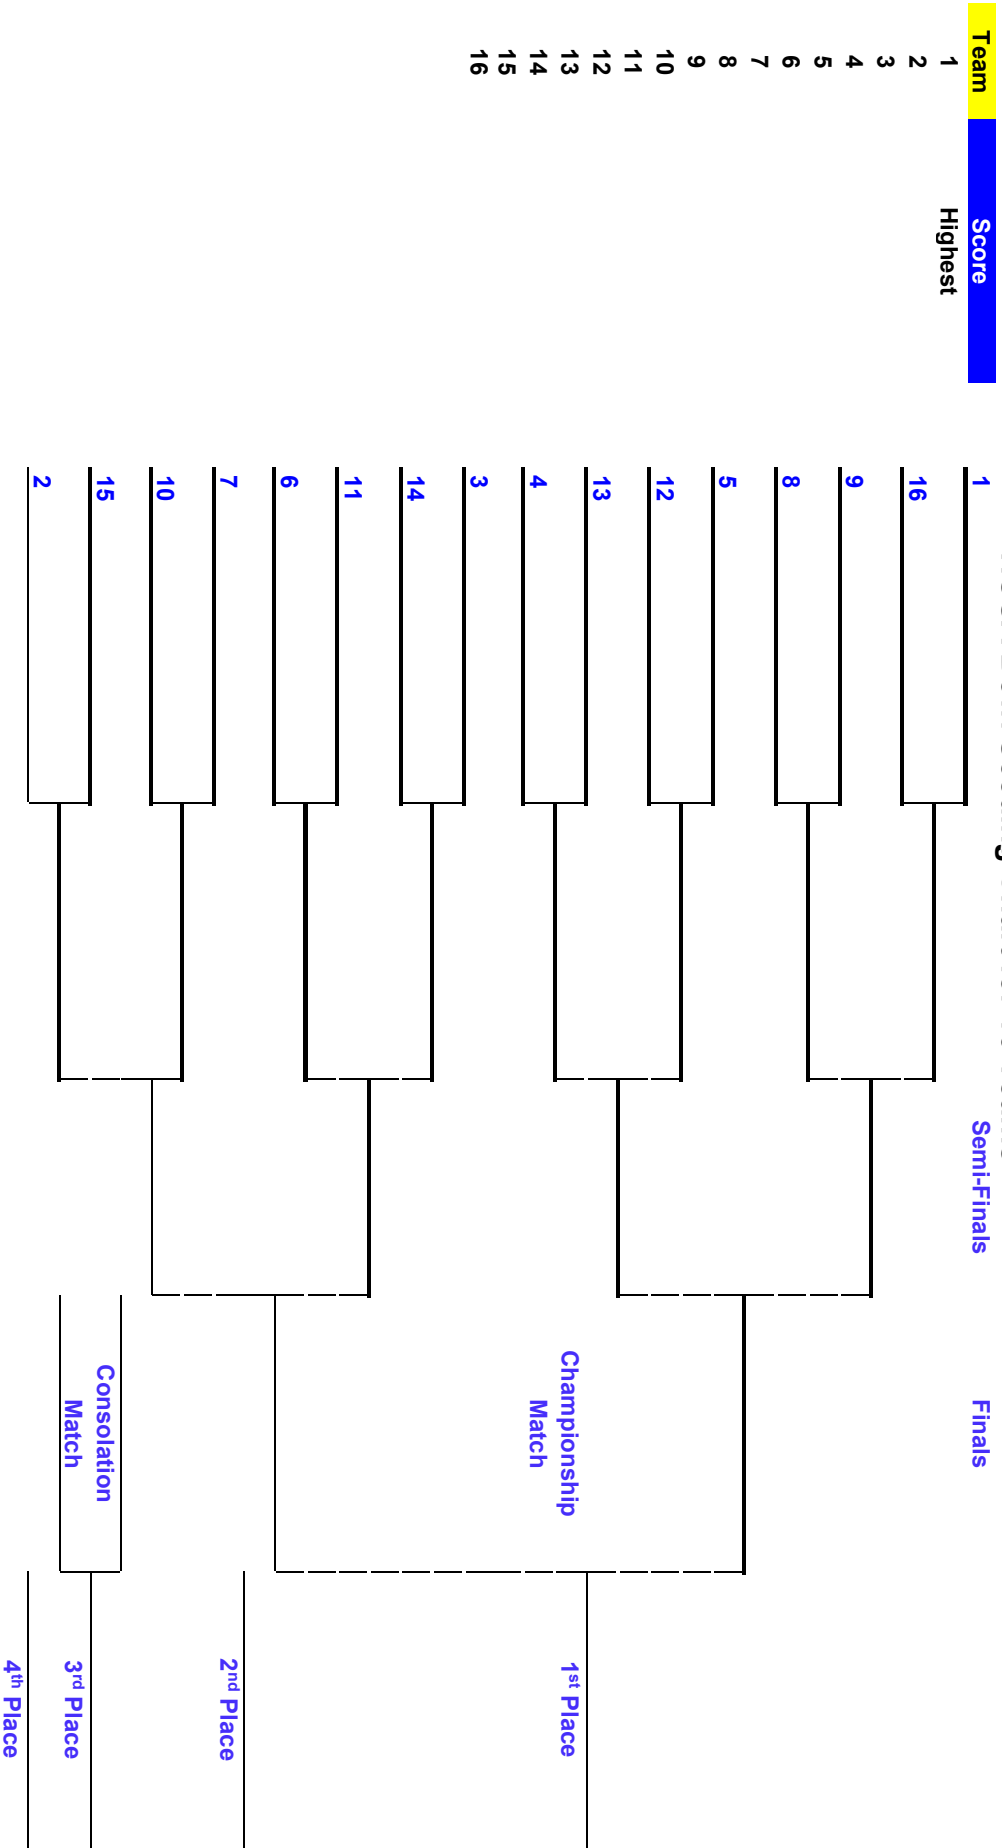 Team Score
1 Highest
2
3
4
5
6
7
8
9
10
11
12
13
14
15
16
Semi-Finals
Finals
1
16
9
8
5
12
13
4
3
14
11
6
7
10
15
2
Championship
Match
Consolation
Match
1st Place
2nd Place
3rd Place
4th Place